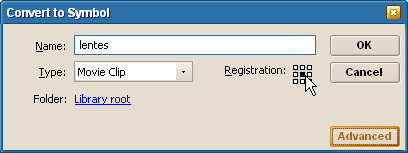 Convert to Symbol
Name: lentes OK
Type: Movie Clip Registration: Cancel
Folder: Library root
Advanced